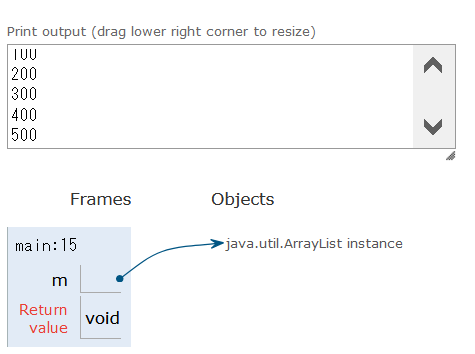 Print output (drag lower right corner to resize)
100
200
300
400
500
Frames
Objects
main:15
java.util.ArrayList instance
m
Return
value
void